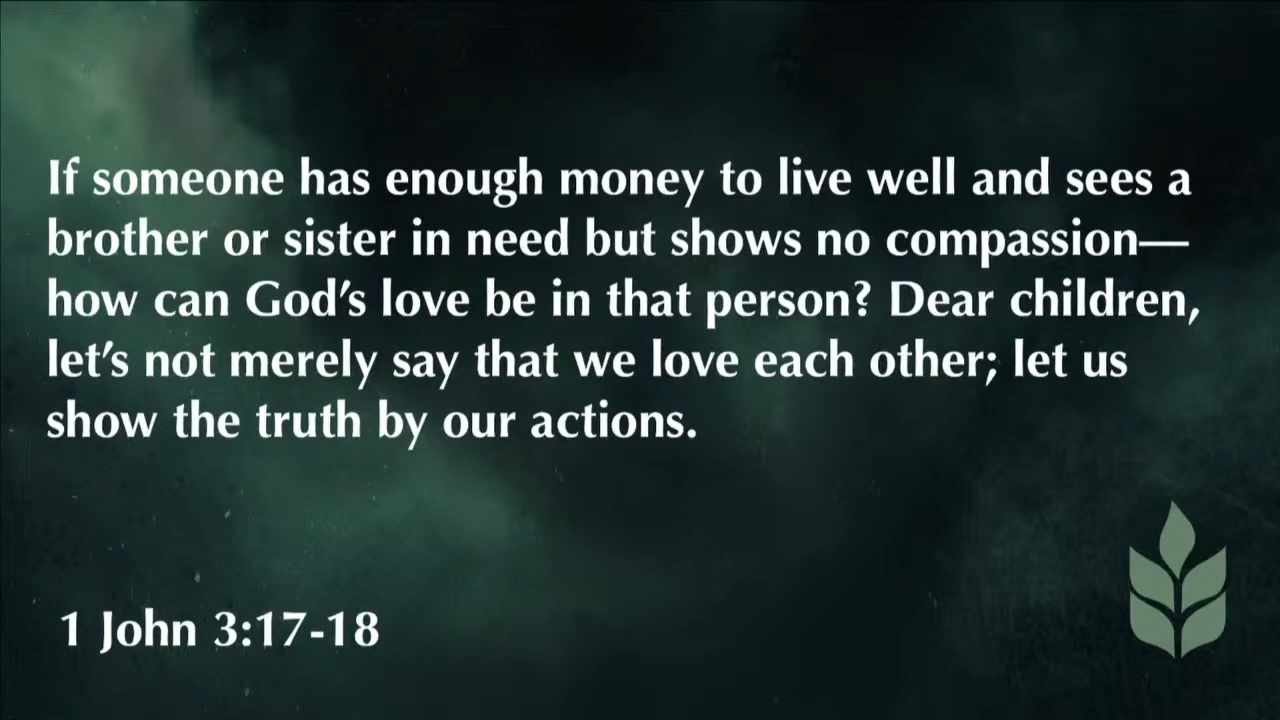 If someone has enough money to live well and sees a
brother or sister in need but shows no compassion—
how can God’s love be in that person? Dear children,
let’s not merely say that we love each other; let us
show the truth by our actions.
1 John 3:17-18